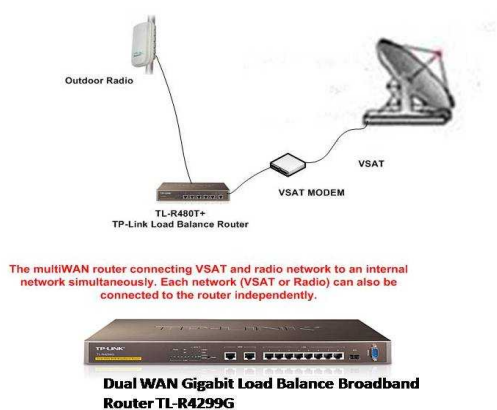 Outdoor Radio
VSAT
VSAT MODEM
TL-R480T+
TP-Link Load Balance Router
The multiWAN router connecting VSAT and radio network to an internal
network simultaneously. Each network (VSAT or Radio) can also be
connected to the router independently.
TP-LINK
Dual WAN Gigabit Load Balance Broadband
Router TL-R4299G